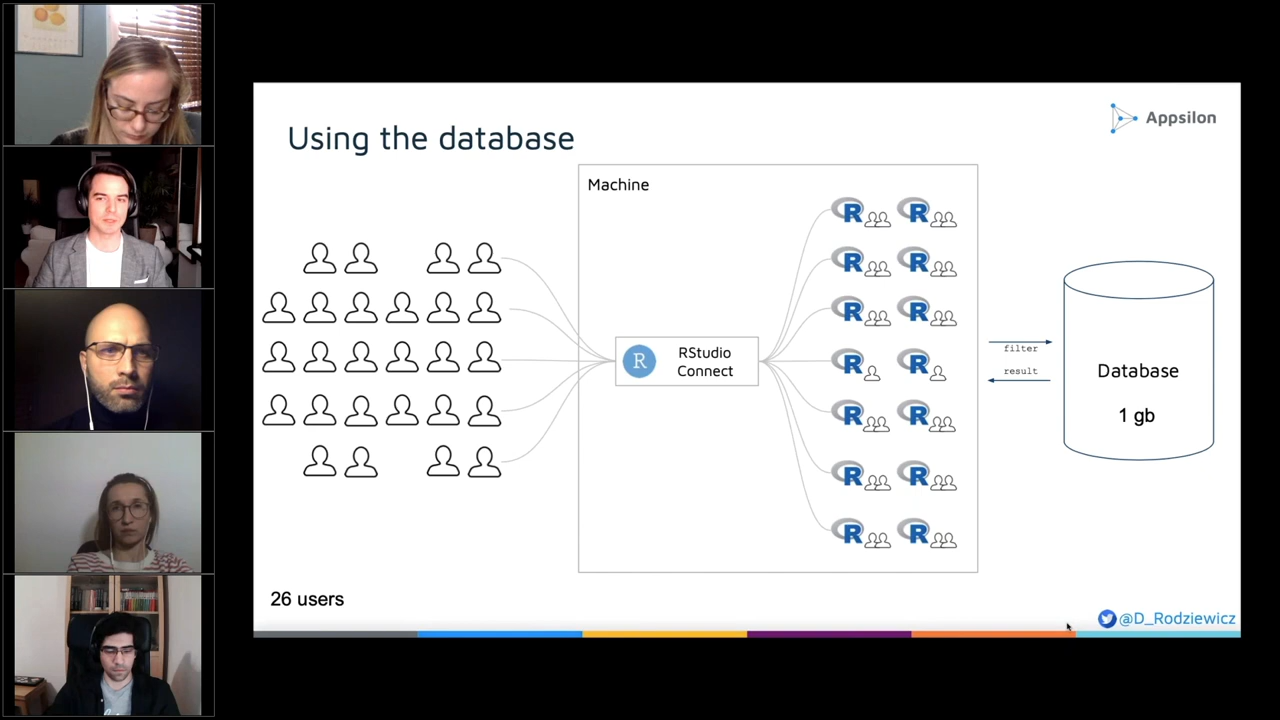 Appsilon
Using the database
Machine
R
RStudio
Connect
R R
R R
R R
R R
R R
R R
R R
filter
result
Database
1 gb
26 users
@D_Rodziewicz